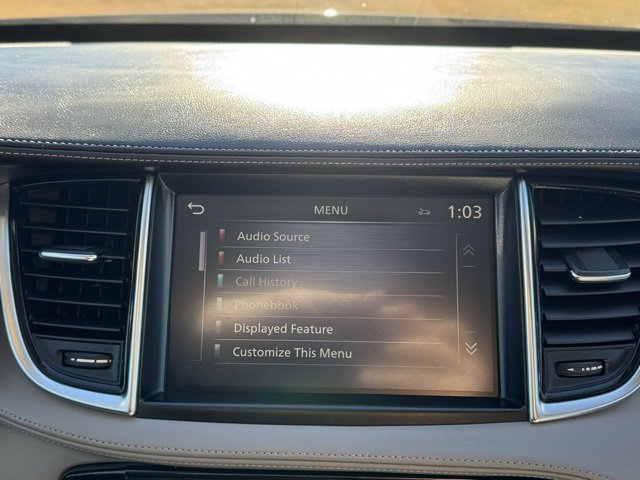 MENU 1:03
Audio Source
Audio List
Call History
Phonebook
Displayed Feature
Customize This Menu